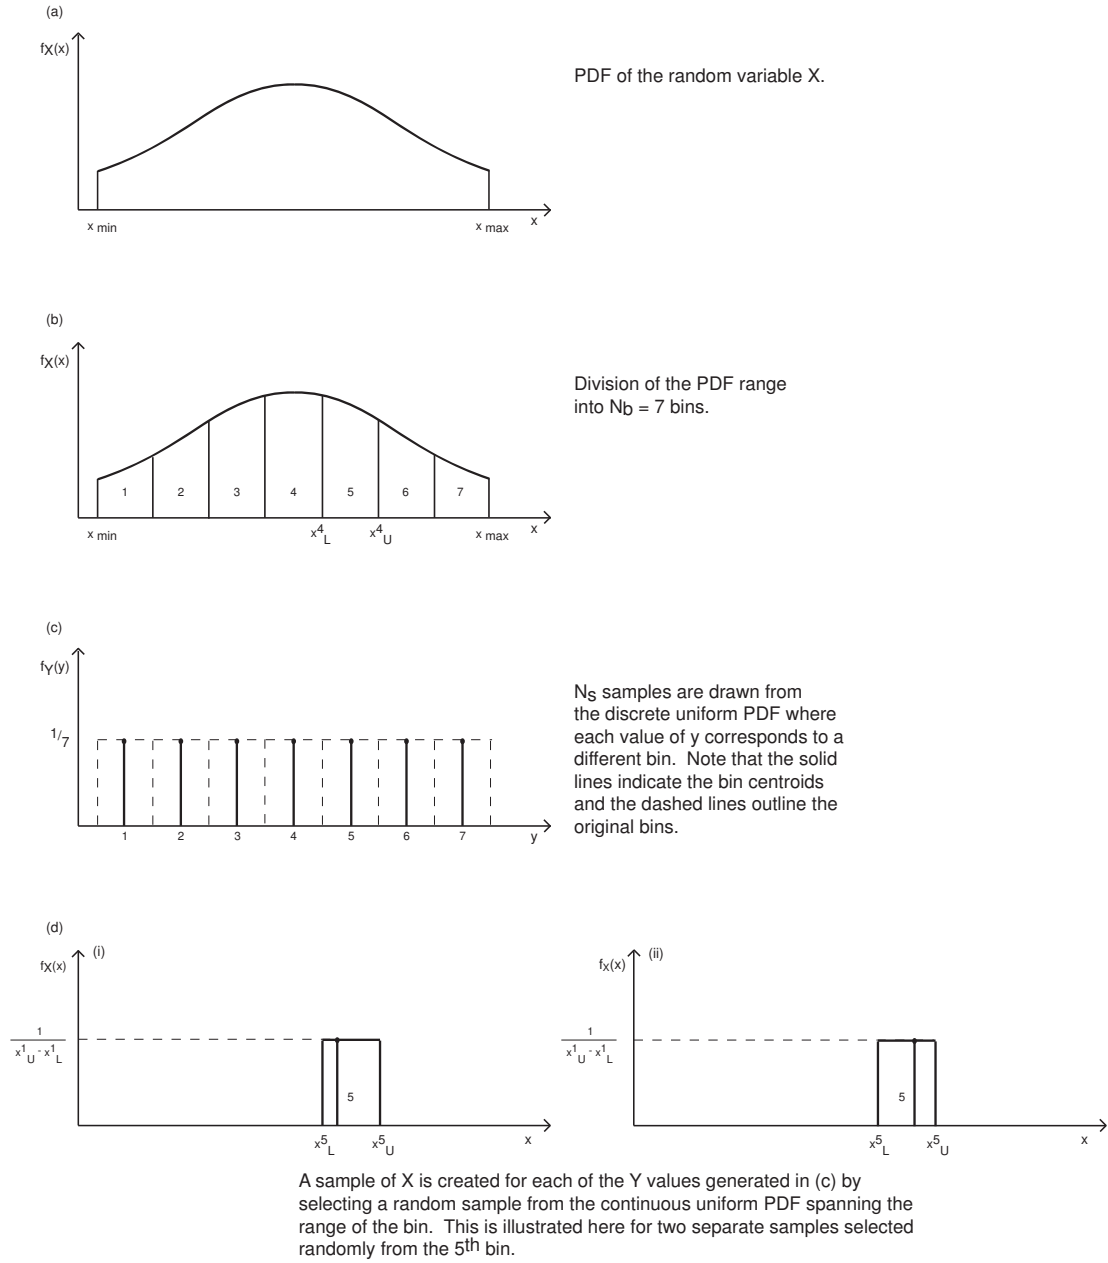 (a)
fX(x)
PDF of the random variable X.
x min
x max
x
(b)
fX(x)
Division of the PDF range
into Nb = 7 bins.
1 2 3 4 5 6 7
x min
x4L
x4U
x max
x
(c)
fY(y)
1/7
NS samples are drawn from
the discrete uniform PDF where
each value of y corresponds to a
different bin. Note that the solid
lines indicate the bin centroids
and the dashed lines outline the
original bins.
1 2 3 4 5 6 7 y
(d)
(i)
fX(x)
1
x1U - x1L
5
x5L
x5U
x
(ii)
fX(x)
1
x1U - x1L
5
x5L
x5U
x
A sample of X is created for each of the Y values generated in (c) by
selecting a random sample from the continuous uniform PDF spanning the
range of the bin. This is illustrated here for two separate samples selected
randomly from the 5th bin.